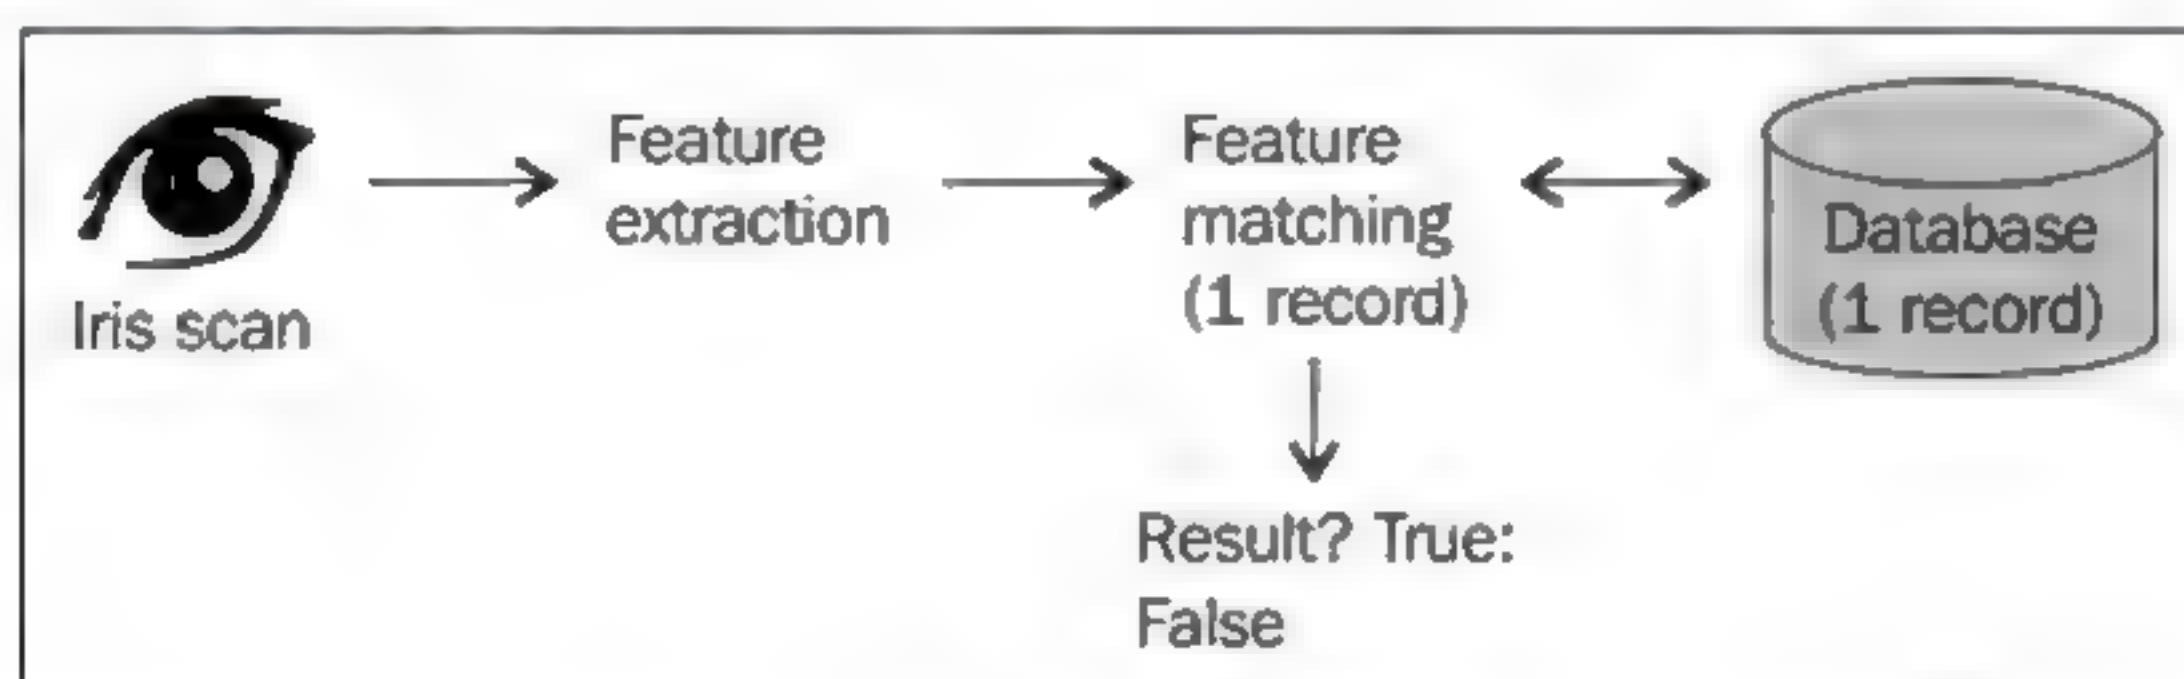 Iris scan
Feature
extraction
Feature
matching
(1 record)
Database
(1 record)
Result? True:
False